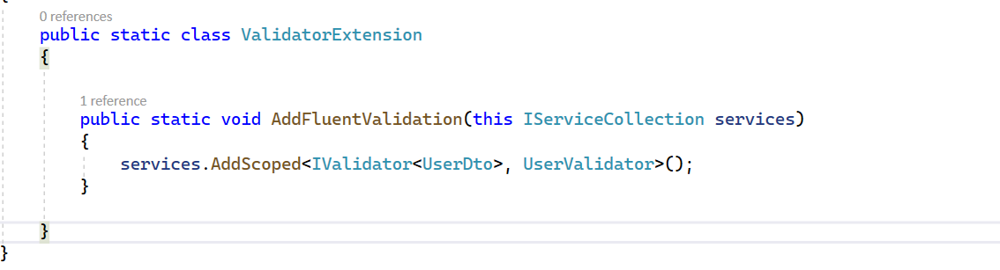 0 references
public static class ValidatorExtension
{
1 reference
public static void AddFluentValidation(this IServiceCollection services)
{
services.AddScoped<IValidator<UserDto>, UserValidator>();
}
}
}